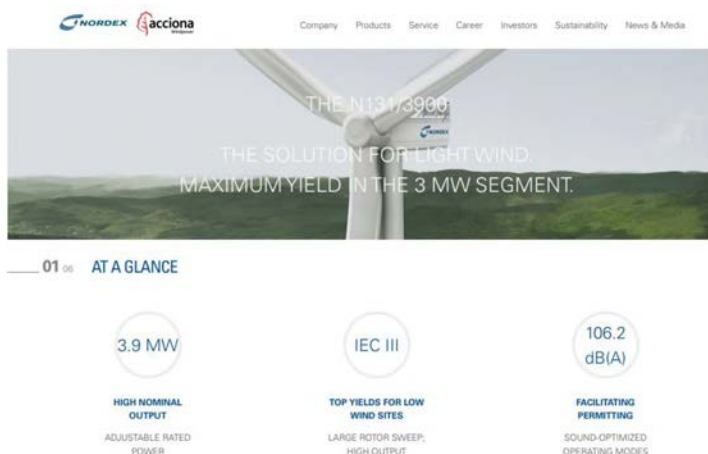 NORDEX acciona
Windpower
Company Products Service Career Investors Sustainability News & Media
THE N131/3900
NORDEX
THE SOLUTION FOR LIGHT WIND.
MAXIMUM YIELD IN THE 3 MW SEGMENT.
01 06 AT A GLANCE
3.9 MW
IEC III
106.2
dB(A)
HIGH NOMINAL
OUTPUT
TOP YIELDS FOR LOW
WIND SITES
FACILITATING
PERMITTING
ADJUSTABLE RATED
POWER
LARGE ROTOR SWEEP;
HIGH OUTPUT
SOUND-OPTIMIZED
OPERATING MODES